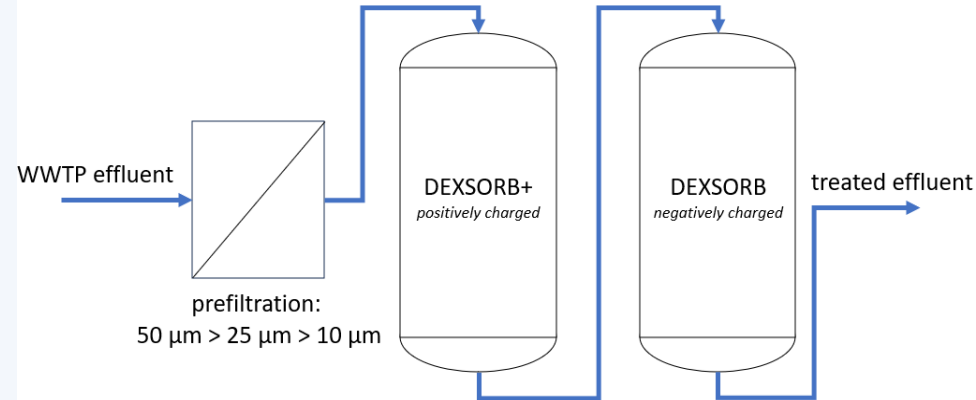 WWTP effluent
prefiltration:
50 µm > 25 µm > 10 µm
DEXSORB+
positively charged
DEXSORB
negatively charged
treated effluent